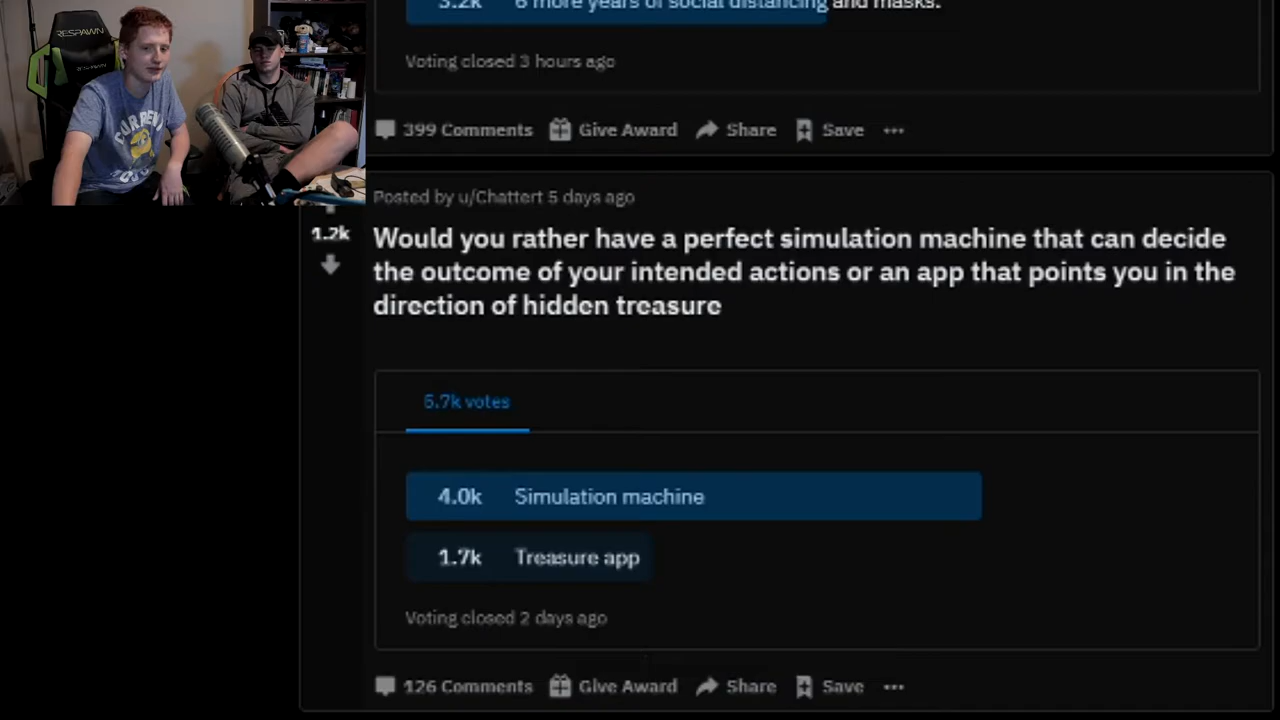 RESPAWN
3.2k 6 more years of social distancing and masks.
Voting closed 3 hours ago
399 Comments Give Award Share Save ...
Posted by u/Chattert 5 days ago
1.2k
Would you rather have a perfect simulation machine that can decide
the outcome of your intended actions or an app that points you in the
direction of hidden treasure
5.7k votes
4.0k Simulation machine
1.7k Treasure app
Voting closed 2 days ago
126 Comments Give Award Share Save ...